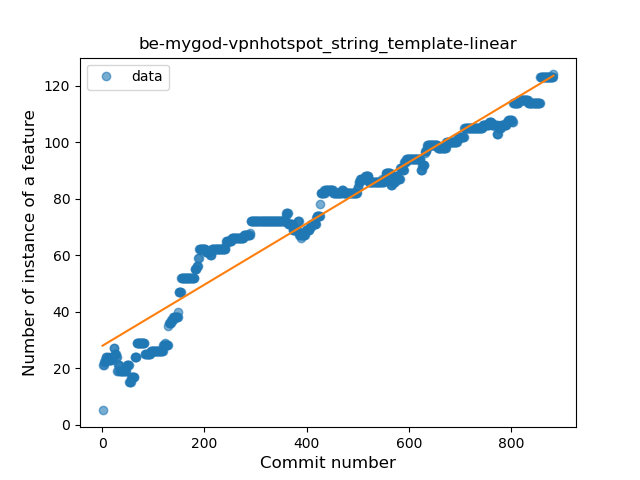 be-mygod-vpnhotspot_string_template-linear
data
Number of instance of a feature
120
100
80
60
40
20
0
0 200 400 600 800
Commit number